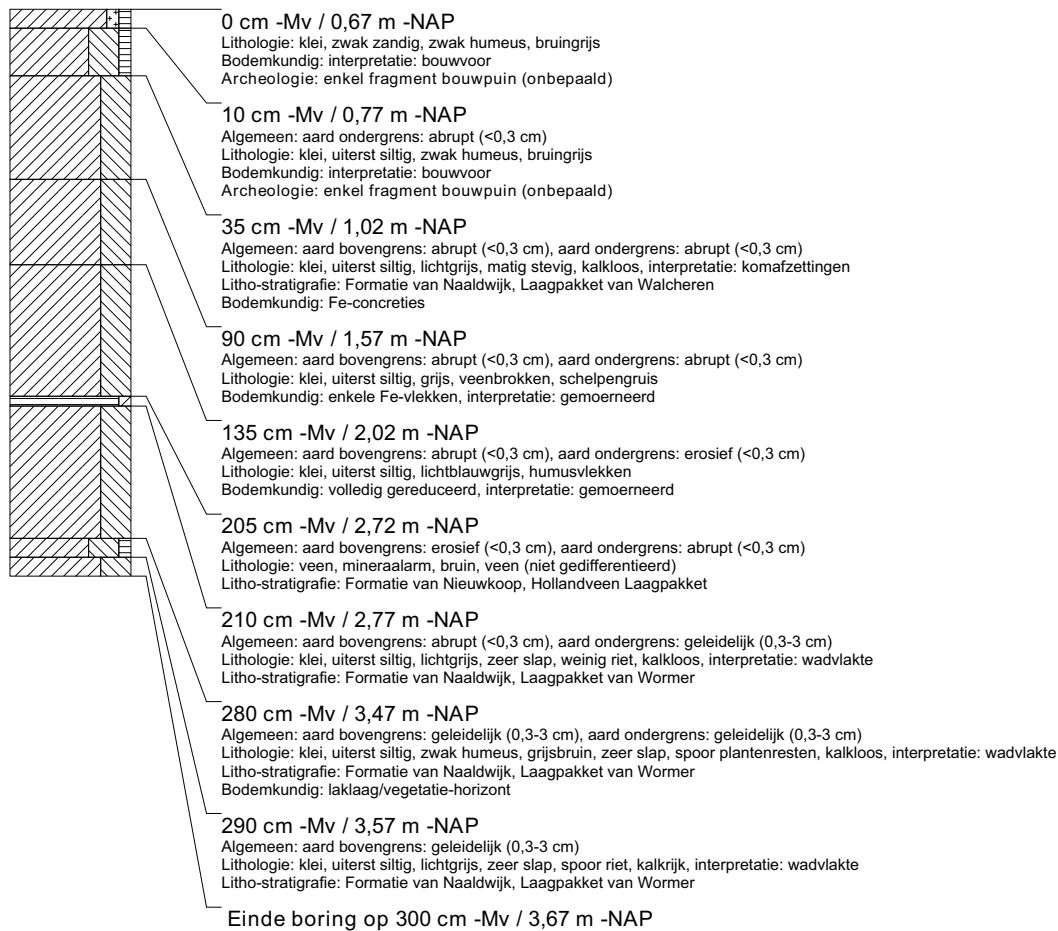 0 cm -Mv / 0,67 m -NAP
Lithologie: klei, zwak zandig, zwak humeus, bruingrijs
Bodemkundig: interpretatie: bouwvoor
Archeologie: enkel fragment bouwpuin (onbepaald)
10 cm -Mv / 0,77 m -NAP
Algemeen: aard ondergrens: abrupt (<0,3 cm)
Lithologie: klei, uiterst siltig, zwak humeus, bruingrijs
Bodemkundig: interpretatie: bouwvoor
Archeologie: enkel fragment bouwpuin (onbepaald)
35 cm -Mv / 1,02 m -NAP
Algemeen: aard bovengrens: abrupt (<0,3 cm), aard ondergrens: abrupt (<0,3 cm)
Lithologie: klei, uiterst siltig, lichtgrijs, matig stevig, kalkloos, interpretatie: komafzettingen
Litho-stratigrafie: Formatie van Naaldwijk, Laagpakket van Walcheren
Bodemkundig: Fe-concreties
90 cm -Mv / 1,57 m -NAP
Algemeen: aard bovengrens: abrupt (<0,3 cm), aard ondergrens: abrupt (<0,3 cm)
Lithologie: klei, uiterst siltig, grijs, veenbrokken, schelpengruis
Bodemkundig: enkele Fe-vlekken, interpretatie: gemoerneerd
135 cm -Mv / 2,02 m -NAP
Algemeen: aard bovengrens: abrupt (<0,3 cm), aard ondergrens: erosief (<0,3 cm)
Lithologie: klei, uiterst siltig, lichtblauwgrijs, humusvlekken
Bodemkundig: volledig gereduceerd, interpretatie: gemoerneerd
205 cm -Mv / 2,72 m -NAP
Algemeen: aard bovengrens: erosief (<0,3 cm), aard ondergrens: abrupt (<0,3 cm)
Lithologie: veen, mineraalarm, bruin, veen (niet gedifferentieerd)
Litho-stratigrafie: Formatie van Nieuwkoop, Hollandveen Laagpakket
210 cm -Mv / 2,77 m -NAP
Algemeen: aard bovengrens: abrupt (<0,3 cm), aard ondergrens: geleidelijk (0,3-3 cm)
Lithologie: klei, uiterst siltig, lichtgrijs, zeer slap, weinig riet, kalkloos, interpretatie: wadvlakte
Litho-stratigrafie: Formatie van Naaldwijk, Laagpakket van Wormer
280 cm -Mv / 3,47 m -NAP
Algemeen: aard bovengrens: geleidelijk (0,3-3 cm), aard ondergrens: geleidelijk (0,3-3 cm)
Lithologie: klei, uiterst siltig, zwak humeus, grijsbruin, zeer slap, spoor plantenresten, kalkloos, interpretatie: wadvlakte
Litho-stratigrafie: Formatie van Naaldwijk, Laagpakket van Wormer
Bodemkundig: laklaag/vegetatie-horizont
290 cm -Mv / 3,57 m -NAP
Algemeen: aard bovengrens: geleidelijk (0,3-3 cm)
Lithologie: klei, uiterst siltig, lichtgrijs, zeer slap, spoor riet, kalkrijk, interpretatie: wadvlakte
Litho-stratigrafie: Formatie van Naaldwijk, Laagpakket van Wormer
Einde boring op 300 cm -Mv / 3,67 m -NAP